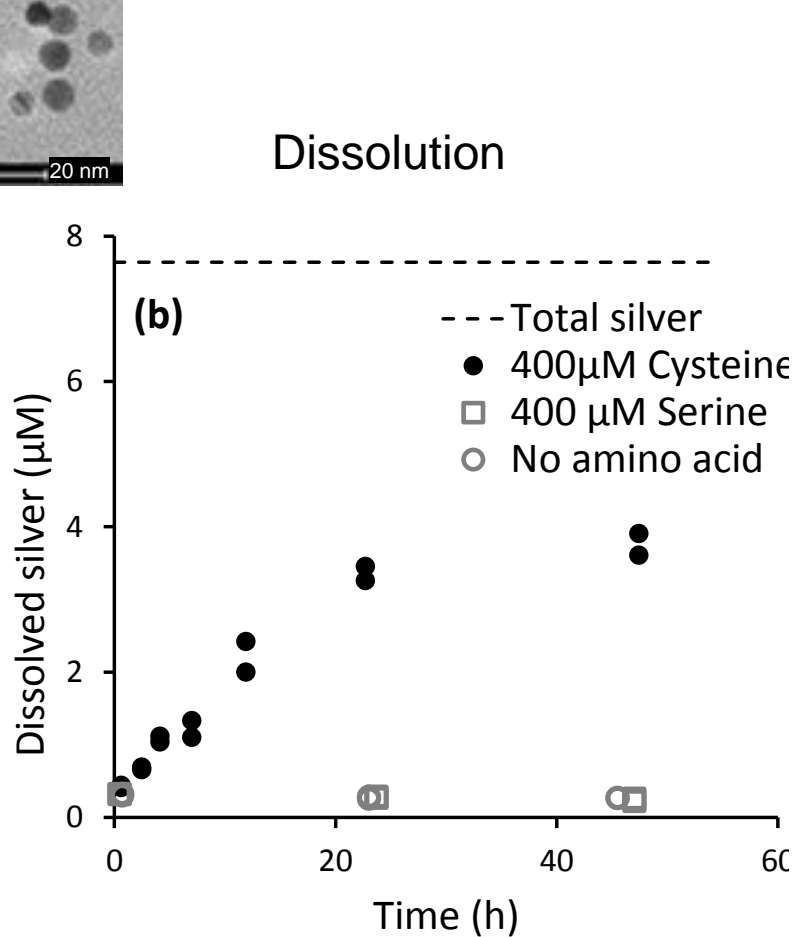 20 nm
Dissolution
8
(b)
Total silver
400µM Cysteine
400 µM Serine
No amino acid
6
4
2
0
Dissolved silver (µM)
0 20 40 60
Time (h)